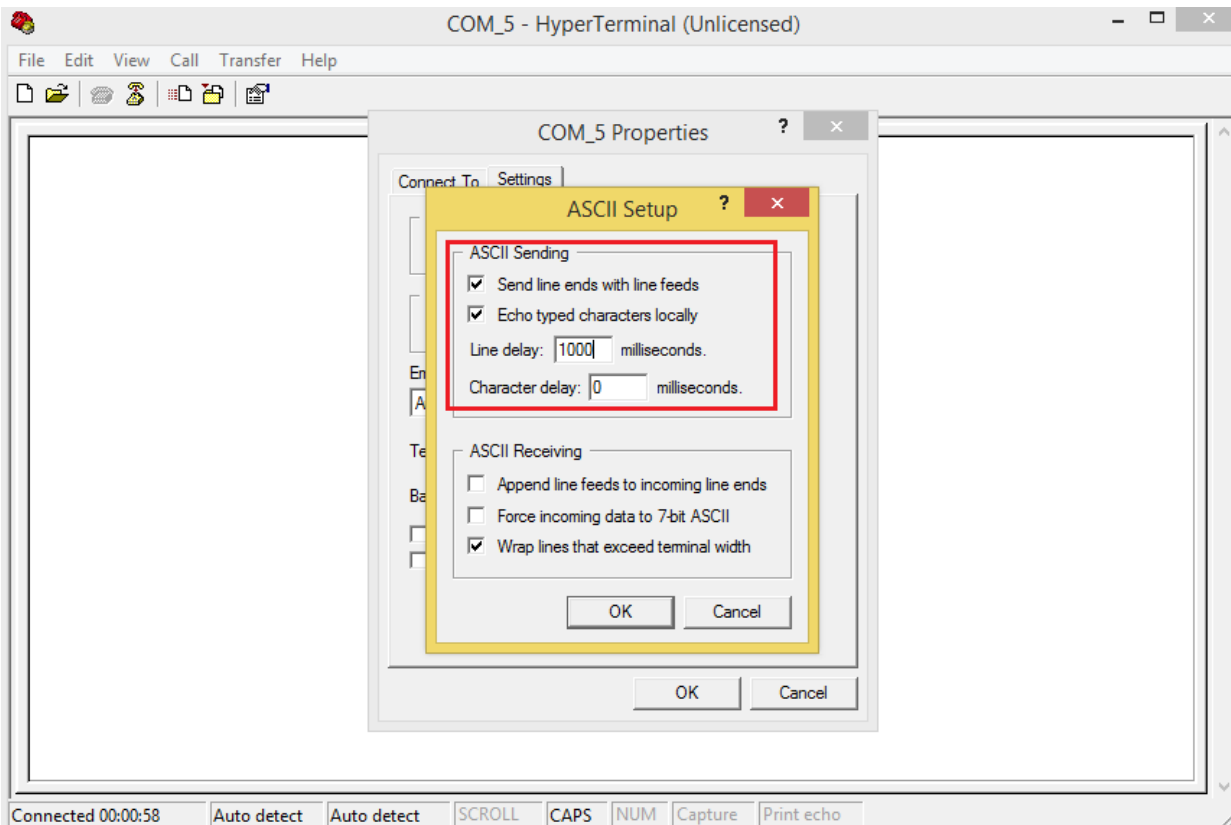 COM_5 - HyperTerminal (Unlicensed)
File Edit View Call Transfer Help
COM_5 Properties ?
Connect To Settings
ASCII Setup ?
ASCII Sending
Send line ends with line feeds
Echo typed characters locally
Line delay: 1000 milliseconds.
Character delay: 0 milliseconds.
ASCII Receiving
Append line feeds to incoming line ends
Force incoming data to 7-bit ASCII
Wrap lines that exceed terminal width
OK Cancel
OK Cancel
Connected 00:00:58 Auto detect Auto detect SCROLL CAPS NUM Capture Print echo